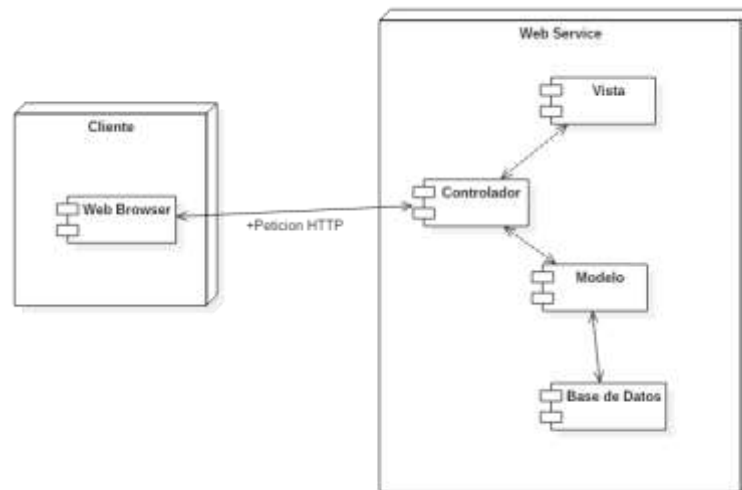 Web Service
Vista
Cliente
Controlador
Web Browser
+Peticion HTTP
Modelo
Base de Datos